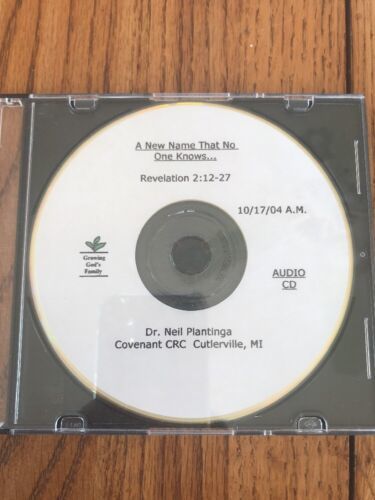 A New Name That No
One Knows...
Revelation 2:12-27
10/17/04 A.M.
Growing
God's
Family
AUDIO
CD
Dr. Neil Plantinga
Covenant CRC Cutlerville, MI